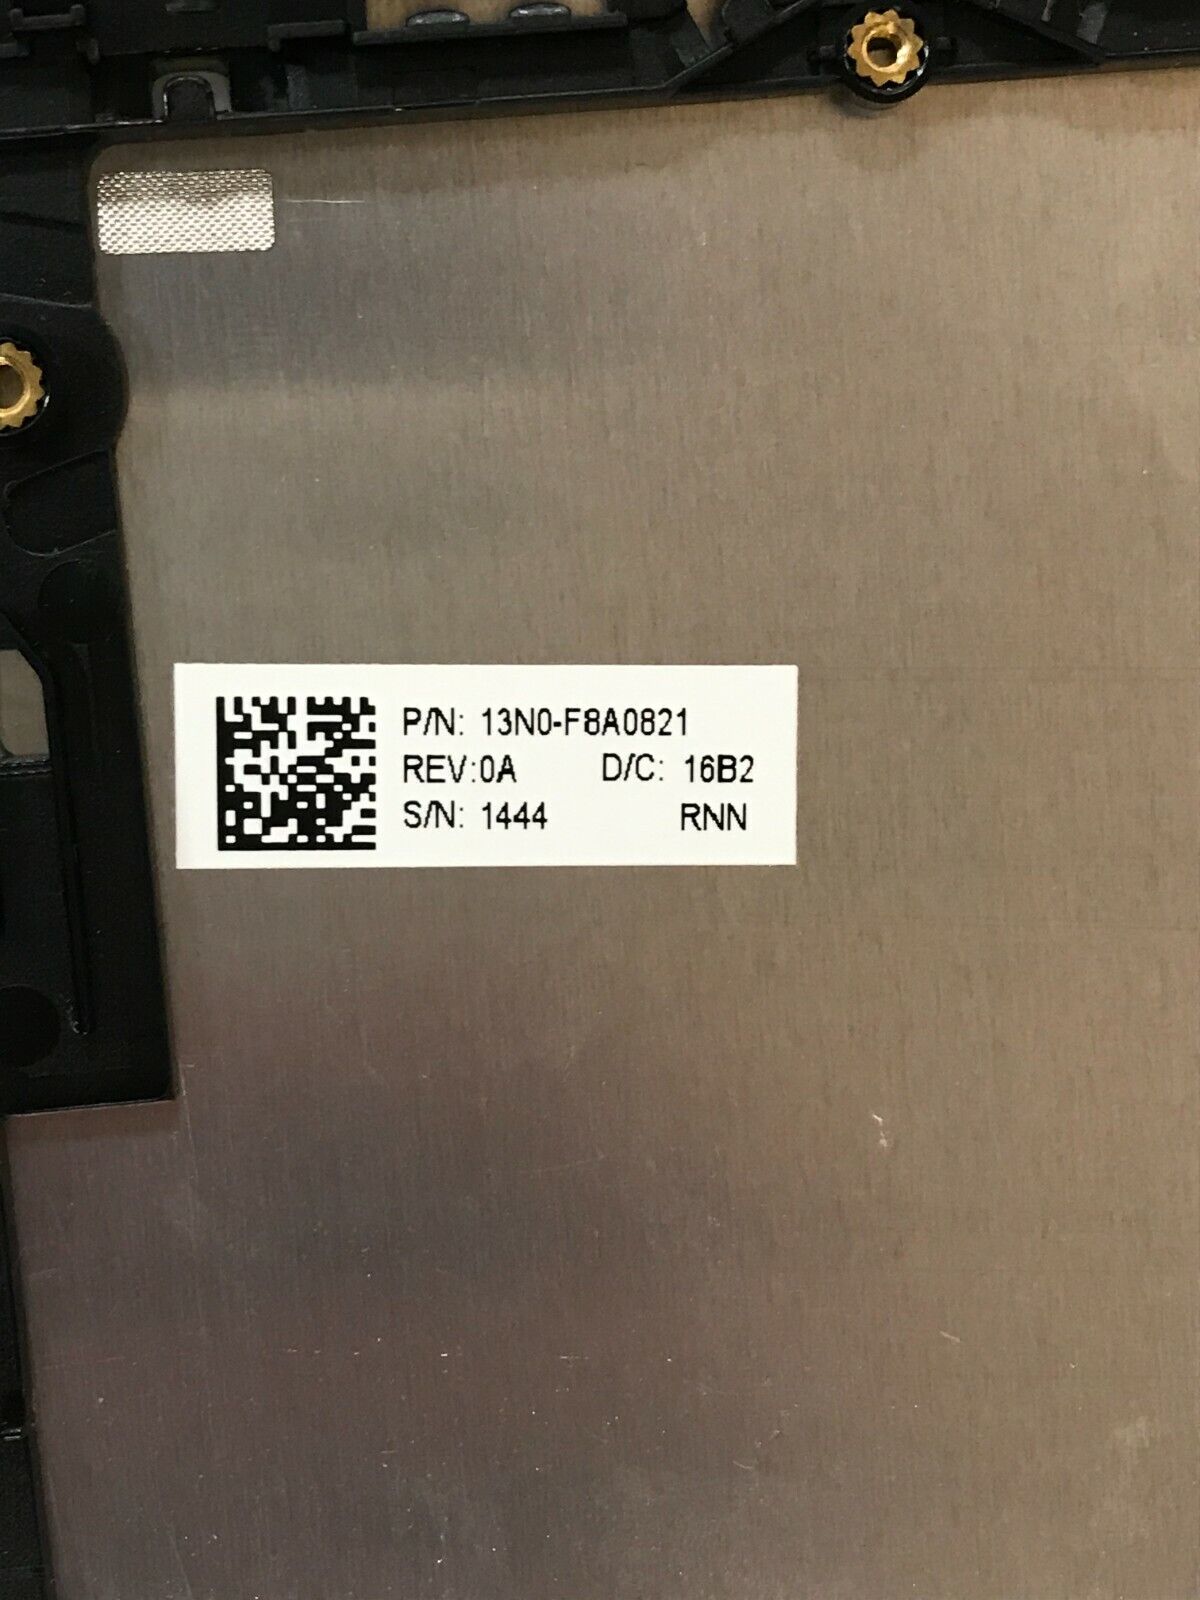 P/N: 13N0-F8A0821
REV:0A D/C: 16B2
S/N: 1444 RNN